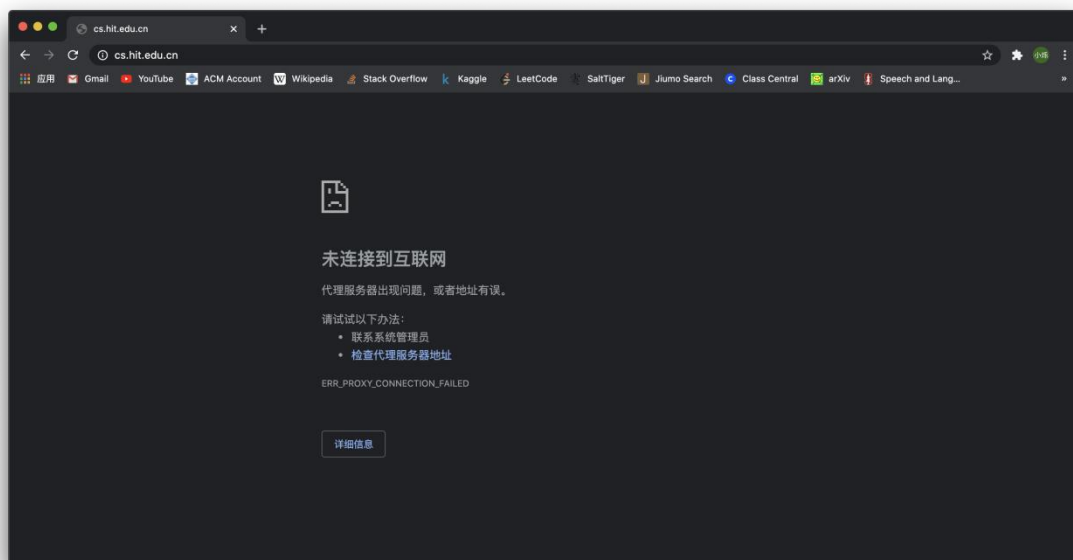 cs.hit.edu.cn
cs.hit.edu.cn 小烁
应用 Gmail YouTube ACM Account Wikipedia Stack Overflow Kaggle LeetCode SaltTiger Jiumo Search Class Central arXiv Speech and Lang... »
未连接到互联网
代理服务器出现问题，或者地址有误。
请试试以下办法：
• 联系系统管理员
• 检查代理服务器地址
ERR_PROXY_CONNECTION_FAILED
详细信息